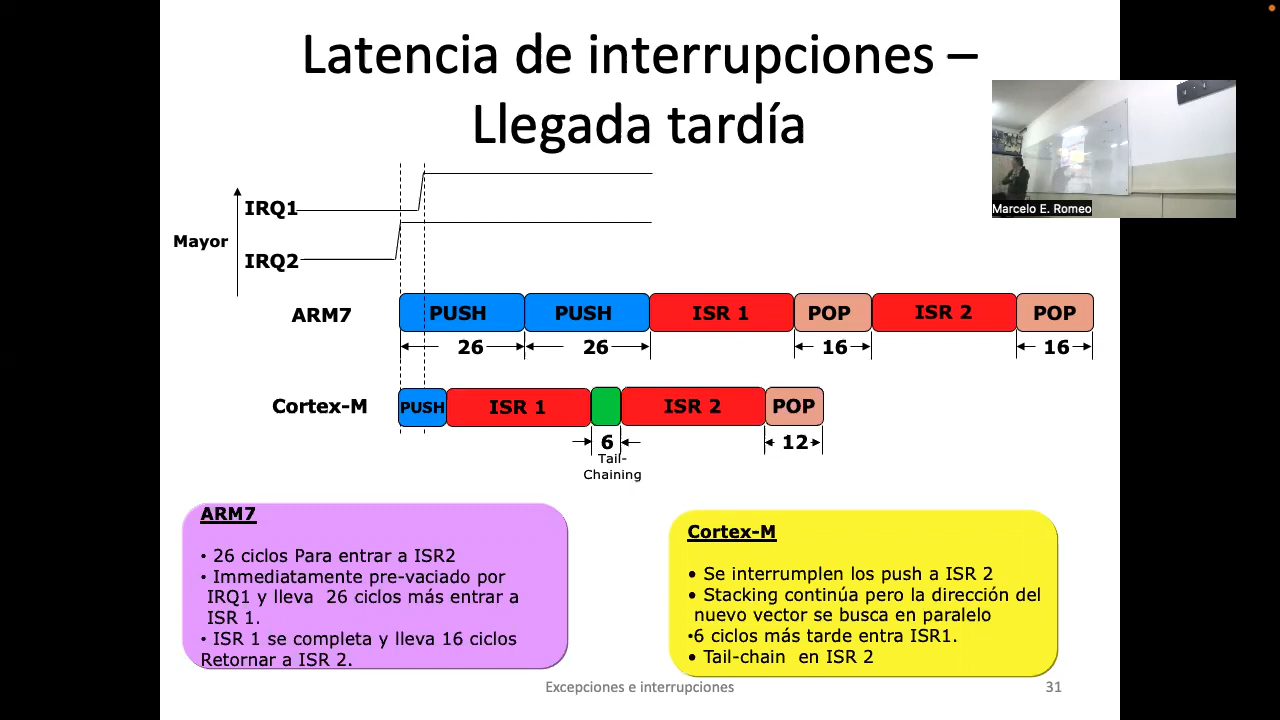 Latencia de interrupciones –
Llegada tardía
Marcelo E. Romeo
IRQ1
Mayor
IRQ2
ARM7
PUSH PUSH ISR 1 POP ISR 2 POP
26 26 16 16
Cortex-M
PUSH ISR 1 ISR 2 POP
6 12
Tail-
Chaining
ARM7
• 26 ciclos Para entrar a ISR2
• Immediatamente pre-vaciado por
IRQ1 y lleva 26 ciclos más entrar a
ISR 1.
• ISR 1 se completa y lleva 16 ciclos
Retornar a ISR 2.
Cortex-M
• Se interrumplen los push a ISR 2
• Stacking continúa pero la dirección del
nuevo vector se busca en paralelo
•6 ciclos más tarde entra ISR1.
• Tail-chain en ISR 2
Excepciones e interrupciones
31